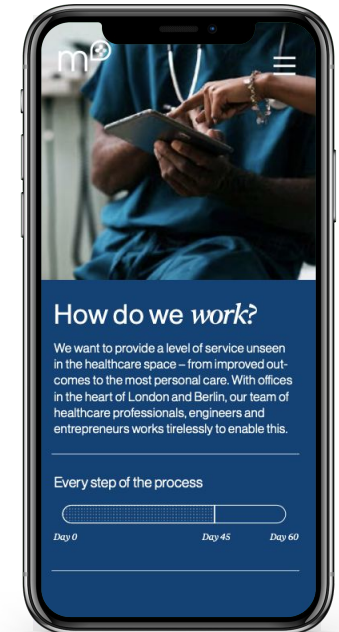 m
How do we work?
We want to provide a level of service unseen
in the healthcare space – from improved out-
comes to the most personal care. With offices
in the heart of London and Berlin, our team of
healthcare professionals, engineers and
entrepreneurs works tirelessly to enable this.
Every step of the process
Day 0 Day 45 Day 60